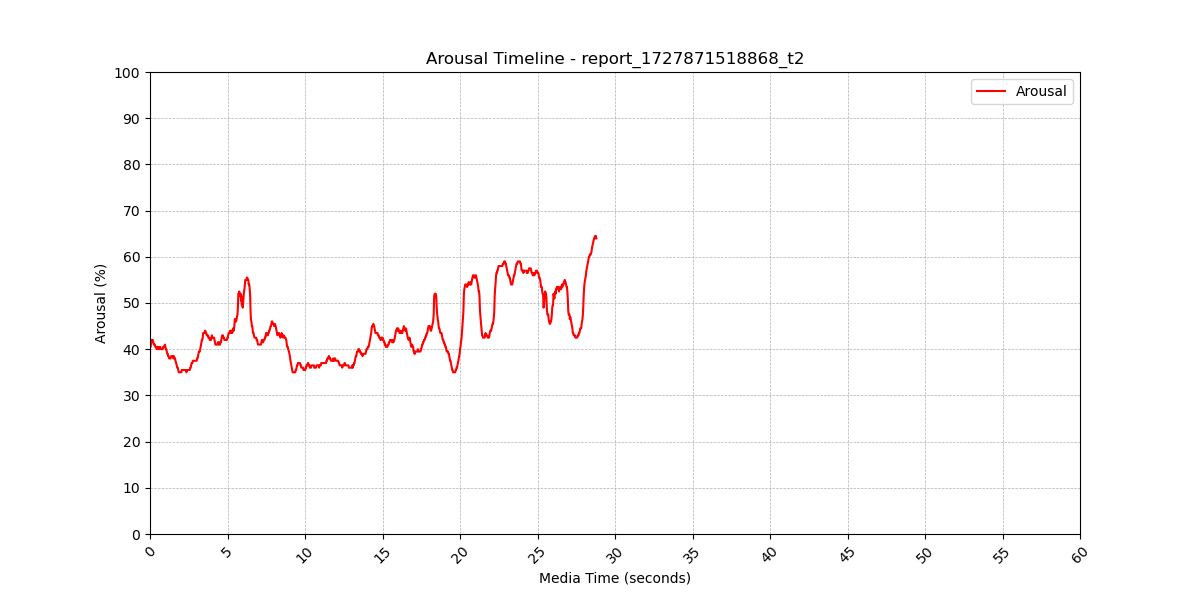 Arousal Timeline - report_1727871518868_t2
Arousal
100
90
80
70
60
50
40
30
20
10
0
Arousal (%)
0 5 10 15 20 25 30 35 40 45 50 55 60
Media Time (seconds)